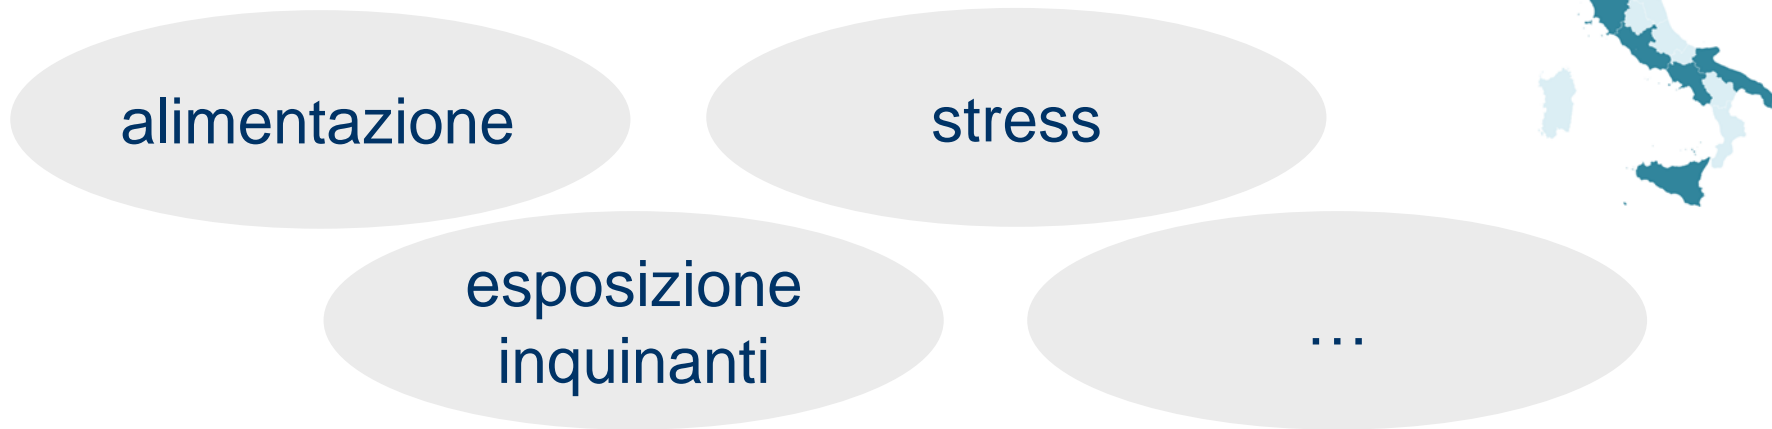 alimentazione
stress
esposizione
inquinanti
…